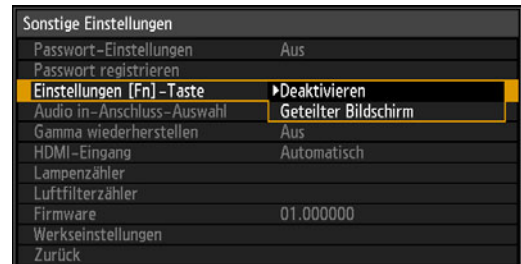 Sonstige Einstellungen
Passwort-Einstellungen Aus
Passwort registrieren
Einstellungen [Fn]-Taste ▶Deaktivieren
Audio in-Anschluss-Auswahl Geteilter Bildschirm
Gamma wiederherstellen Aus
HDMI-Eingang Automatisch
Lampenzähler
Luftfilterzähler
Firmware 01.000000
Werkseinstellungen
Zurück